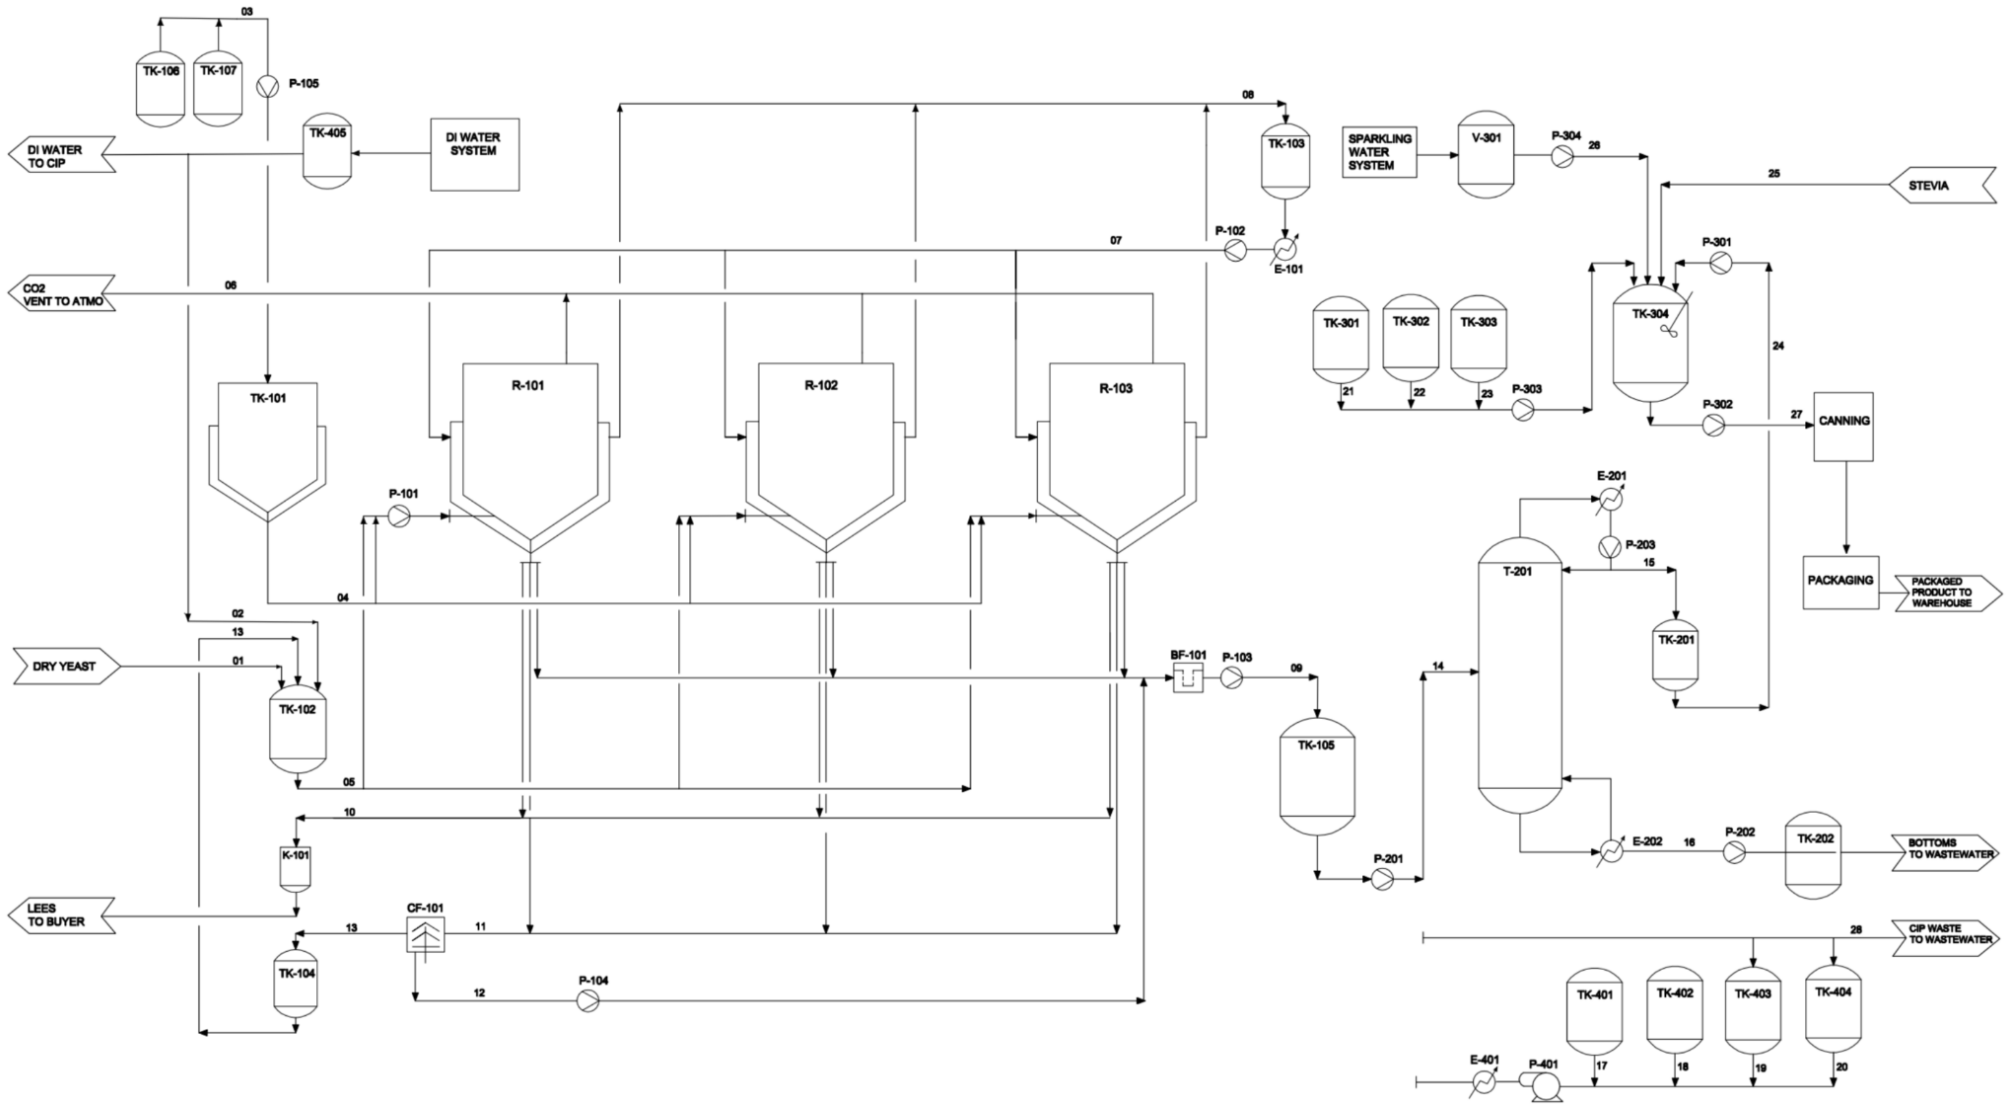 03
TK-106
TK-107
P-105
DI WATER
TO CIP
TK-405
DI WATER
SYSTEM
08
TK-103
P-102
07
E-101
CO2
VENT TO ATMO
06
SPARKLING
WATER
SYSTEM
V-301
P-304
26
25
STEVIA
P-301
TK-304
24
TK-301
TK-302
TK-303
21
22
23
P-303
P-302
27
CANNING
PACKAGING
PACKAGED
PRODUCT TO
WAREHOUSE
TK-101
R-101
R-102
R-103
P-101
04
02
13
DRY YEAST
01
TK-102
05
10
K-101
LEES
TO BUYER
CF-101
13
11
TK-104
12
P-104
BF-101
P-103
09
TK-105
P-201
14
T-201
E-201
P-203
15
TK-201
E-202
16
P-202
TK-202
BOTTOMS
TO WASTEWATER
28
CIP WASTE
TO WASTEWATER
TK-401
TK-402
TK-403
TK-404
17
18
19
20
E-401
P-401